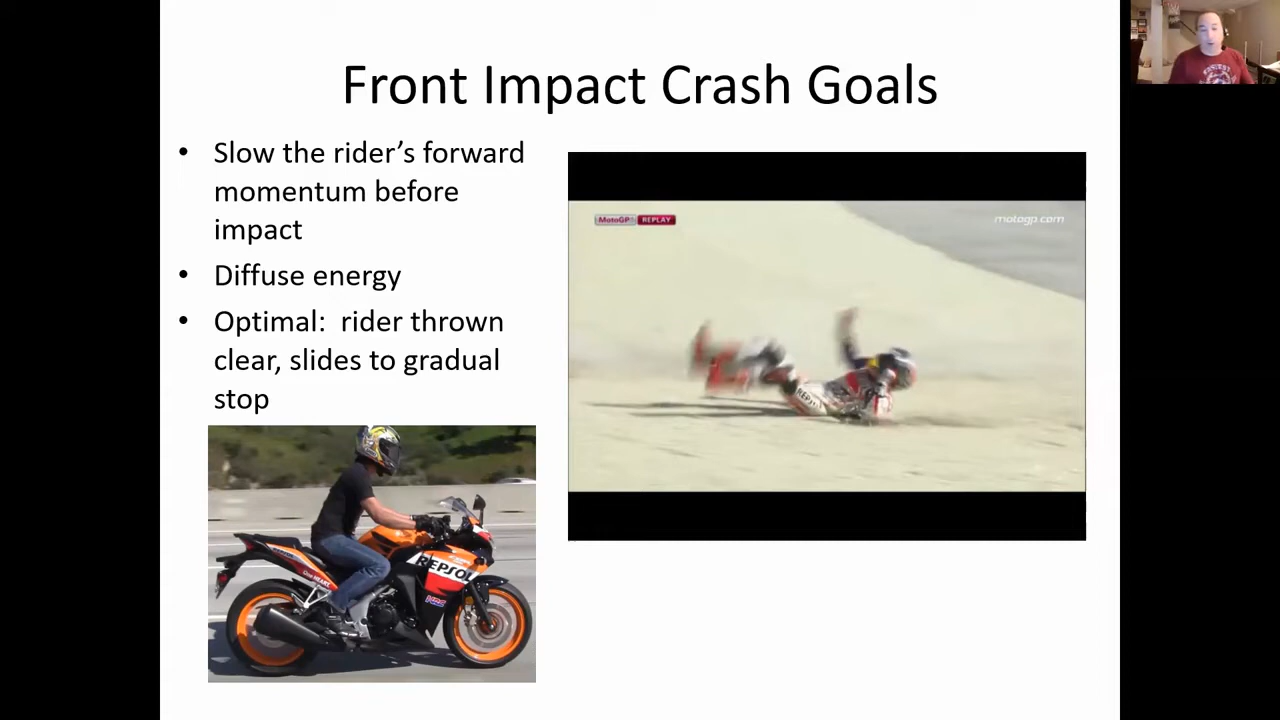 Front Impact Crash Goals
• Slow the rider’s forward
momentum before
impact
• Diffuse energy
• Optimal:  rider thrown
clear, slides to gradual
stop
MotoGP REPLAY
motogp.com
REPSOL